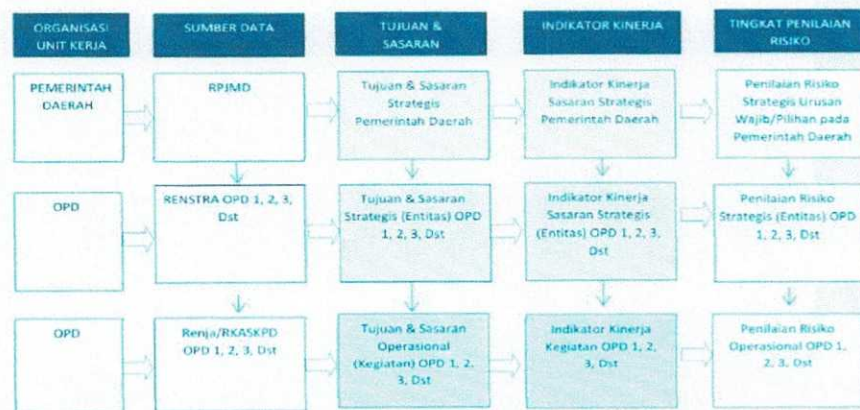 ORGANISASI
UNIT KERJA
SUMBER DATA
TUJUAN &
SASARAN
INDIKATOR KINERJA
TINGKAT PENILAIAN
RISIKO
PEMERINTAH
DAERAH
RPJMD
Tujuan & Sasaran
Strategis
Pemerintah Daerah
Indikator Kinerja
Sasaran Strategis
Pemerintah Daerah
Penilaian Risiko
Strategis Urusan
Wajib/Pilihan pada
Pemerintah Daerah
OPD
RENSTRA OPD 1, 2, 3,
Dst
Tujuan & Sasaran
Strategis (Entitas) OPD
1, 2, 3, Dst
Indikator Kinerja
Sasaran Strategis
(Entitas) OPD 1, 2, 3,
Dst
Penilaian Risiko
Strategis (Entitas) OPD
1, 2, 3, Dst
OPD
Renja/RKASKPD
OPD 1, 2, 3, Dst
Tujuan & Sasaran
Operasional
(Kegiatan) OPD 1, 2,
3, Dst
Indikator Kinerja
Kegiatan OPD 1, 2,
3, Dst
Penilaian Risiko
Operasional OPD 1,
2, 3, Dst